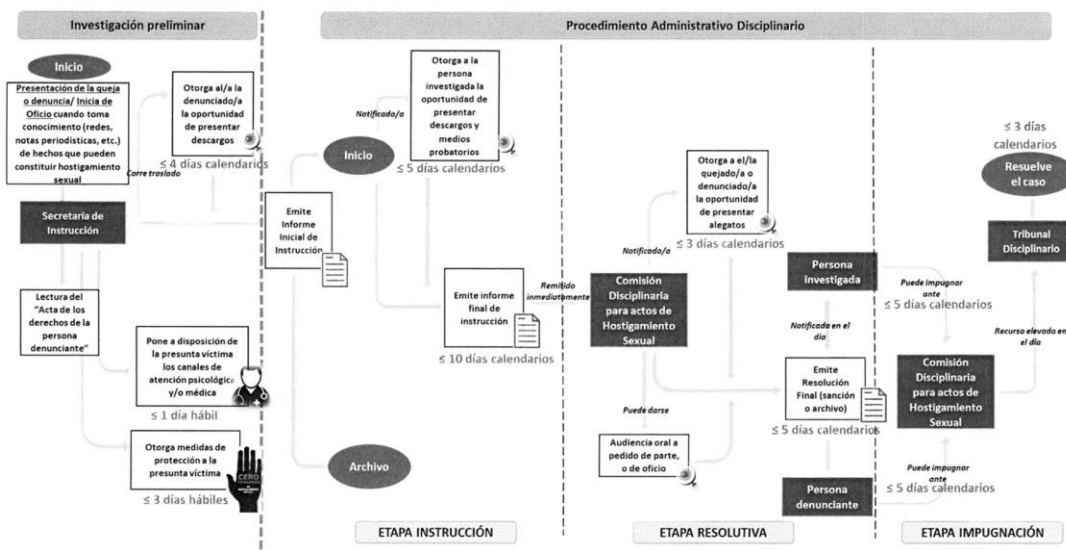 Investigación preliminar
Procedimiento Administrativo Disciplinario
Inicio
Presentación de la queja
o denuncia/ Inicia de
Oficio cuando toma
conocimiento (redes,
notas periodísticas, etc.)
de hechos que pueden
constituir hostigamiento
sexual
Otorga al/a la
denunciado/a
la oportunidad
de presentar
descargos
≤ 4 días calendarios
Corre traslado
Secretaría de
Instrucción
Lectura del
"Acta de los
derechos de la
persona
denunciante"
Pone a disposición de
la presunta víctima
los canales de
atención psicológica
y/o médica
≤ 1 día hábil
Otorga medidas de
protección a la
presunta víctima
CERO
≤ 3 días hábiles
Emite
Informe
Inicial de
Instrucción
Inicio
Notificado/a
Otorga a la
persona
investigada la
oportunidad de
presentar
descargos y
medios
probatorios
≤ 5 días calendarios
Emite informe
final de
instrucción
≤ 10 días calendarios
Archivo
ETAPA INSTRUCCIÓN
Remitido
inmediatamente
Comisión
Disciplinaria
para actos de
Hostigamiento
Sexual
Notificado/a
Otorga a el/la
quejado/a o
denunciado/a la
oportunidad
de presentar
alegatos
≤ 3 días calendarios
Puede darse
Audiencia oral a
pedido de parte,
o de oficio
Persona
investigada
Notificada en el
día
Emite
Resolución
Final (sanción
o archivo)
≤ 5 días calendarios
Persona
denunciante
ETAPA RESOLUTIVA
Puede impugnar
ante
≤ 5 días calendarios
Comisión
Disciplinaria
para actos de
Hostigamiento
Sexual
Puede impugnar
ante
≤ 5 días calendarios
Recurso elevado en
el día
Tribunal
Disciplinario
≤ 3 días
calendarios
Resuelve
el caso
ETAPA IMPUGNACIÓN